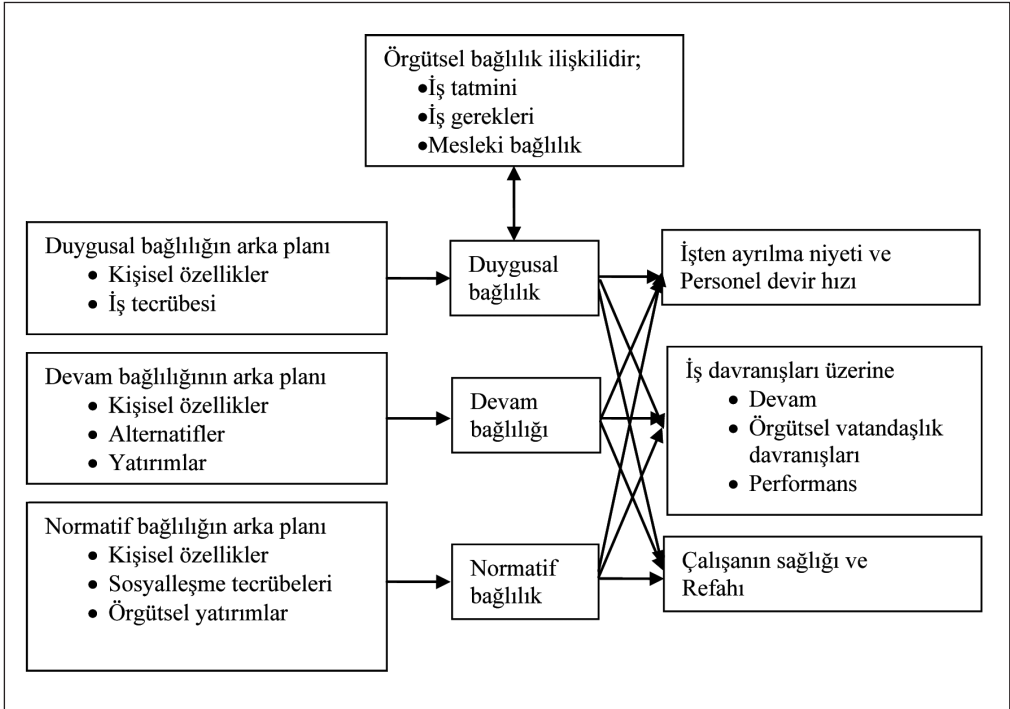 Örgütsel bağlılık ilişkilidir;
•İş tatmini
•İş gerekleri
•Mesleki bağlılık
Duygusal bağlılığın arka planı
• Kişisel özellikler
• İş tecrübesi
Duygusal
bağlılık
İşten ayrılma niyeti ve
Personel devir hızı
Devam bağlılığının arka planı
• Kişisel özellikler
• Alternatifler
• Yatırımlar
Devam
bağlılığı
İş davranışları üzerine
• Devam
• Örgütsel vatandaşlık
davranışları
• Performans
Normatif bağlılığın arka planı
• Kişisel özellikler
• Sosyalleşme tecrübeleri
• Örgütsel yatırımlar
Normatif
bağlılık
Çalışanın sağlığı ve
Refahı